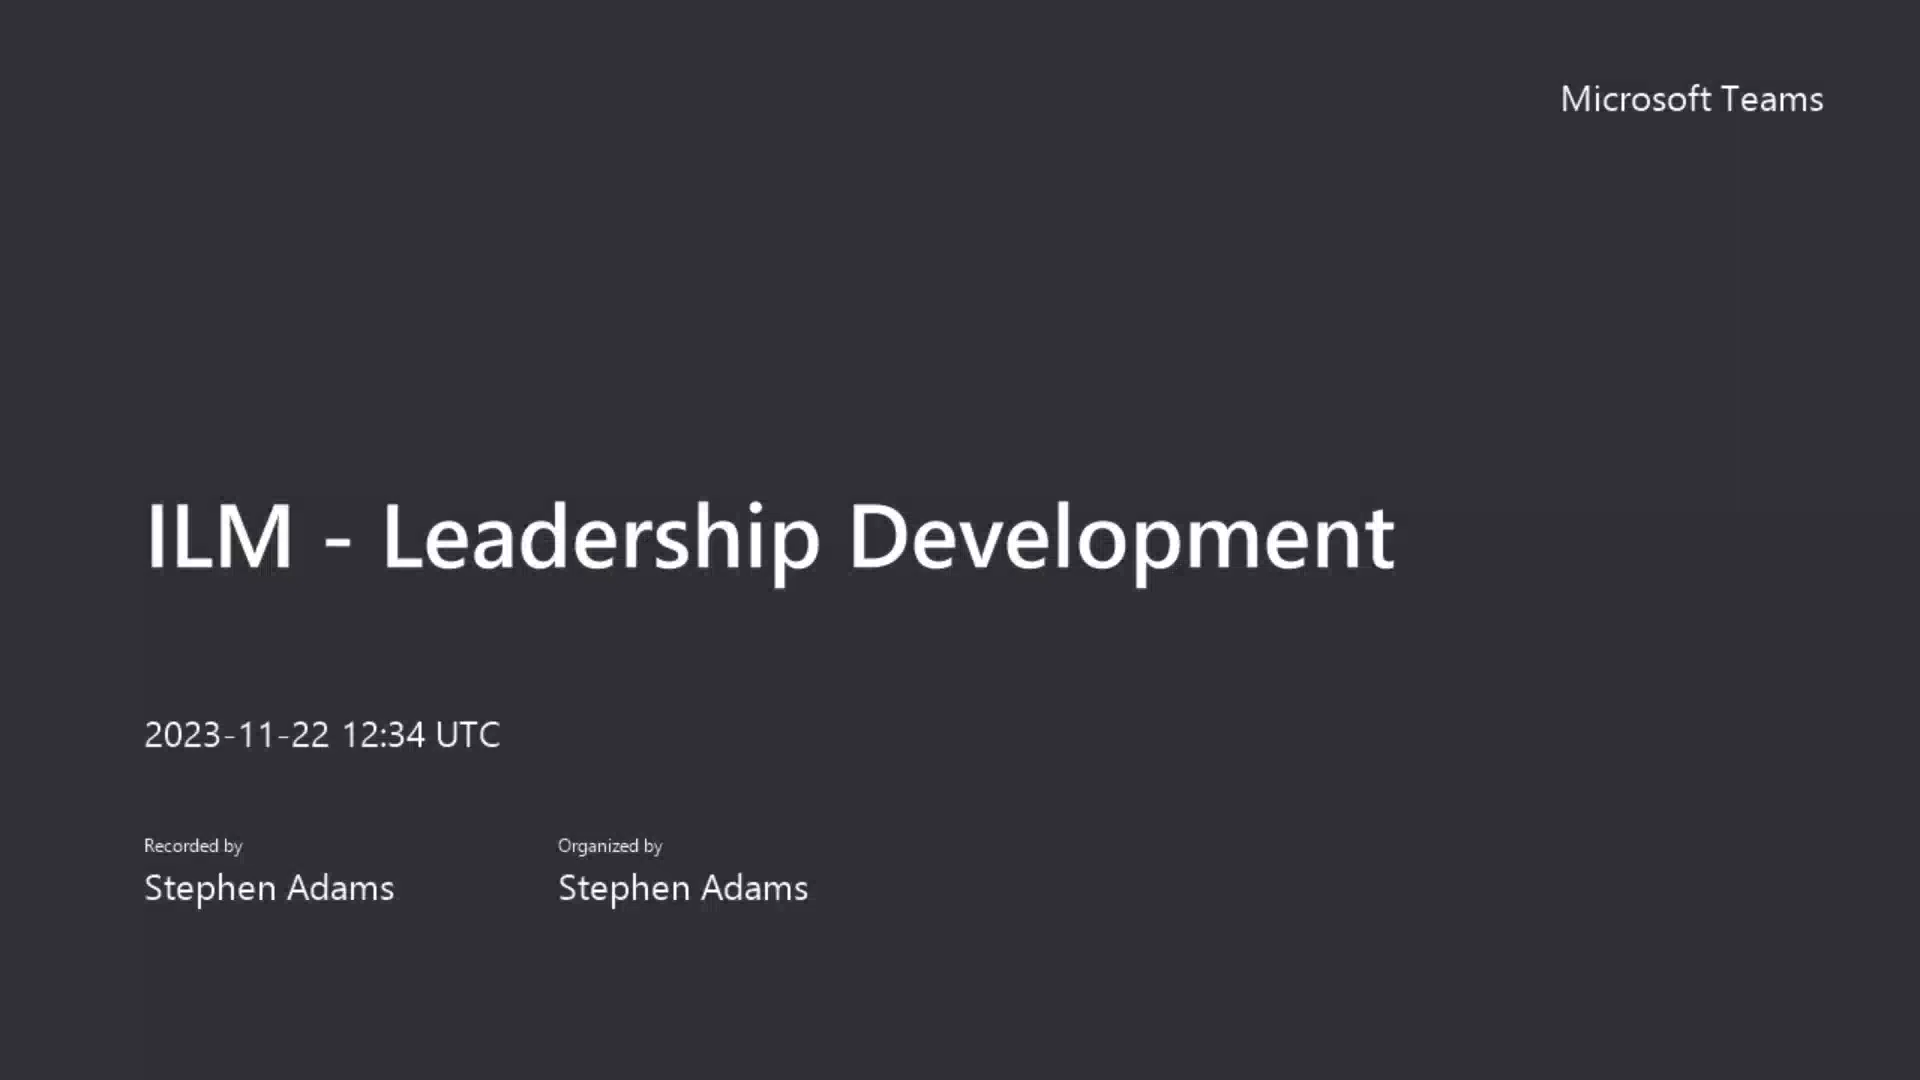 Microsoft Teams
ILM - Leadership Development
2023-11-22 12:34 UTC
Recorded by
Stephen Adams
Organized by
Stephen Adams